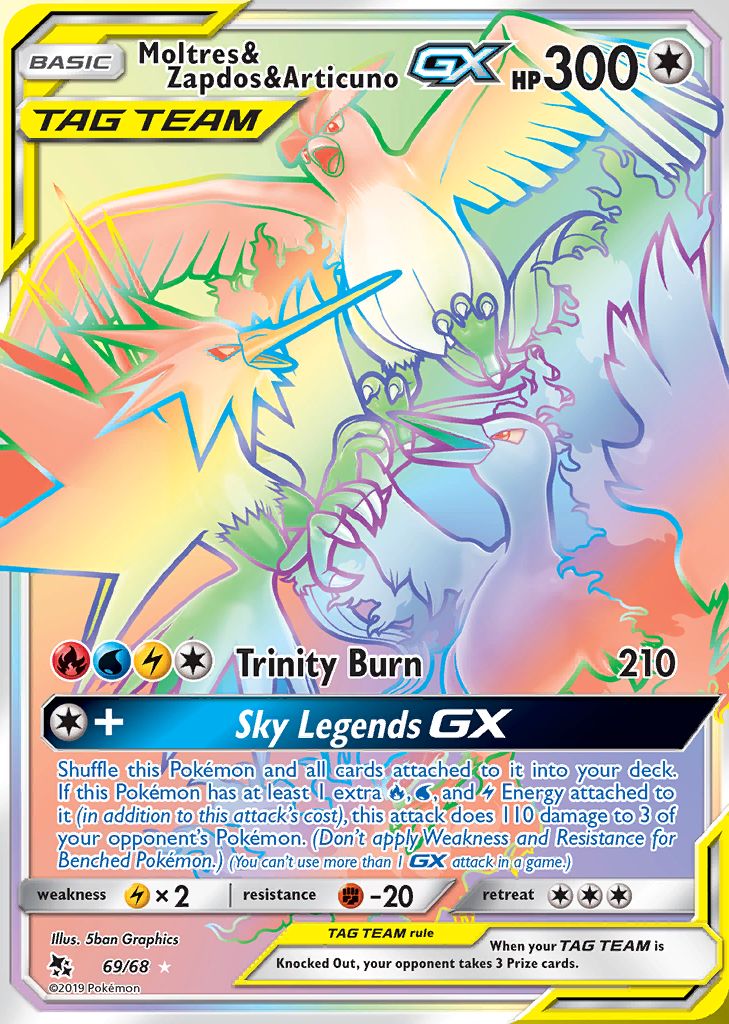 BASIC
Moltres&
Zapdos&Articuno GX HP 300
TAG TEAM
Trinity Burn 210
+ Sky Legends GX
Shuffle this Pokémon and all cards attached to it into your deck.
If this Pokémon has at least 1 extra , , and Energy attached to
it (in addition to this attack's cost), this attack does 110 damage to 3 of
your opponent's Pokémon. (Don't apply Weakness and Resistance for
Benched Pokémon.) (You can't use more than 1 GX attack in a game.)
weakness ×2 resistance -20 retreat
Illus. 5ban Graphics
69/68
©2019 Pokémon
TAG TEAM rule
When your TAG TEAM is
Knocked Out, your opponent takes 3 Prize cards.